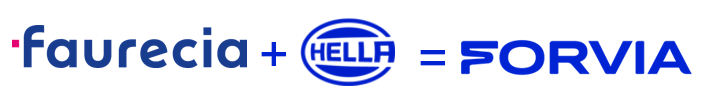 faurecia + HELLA = FORVIA